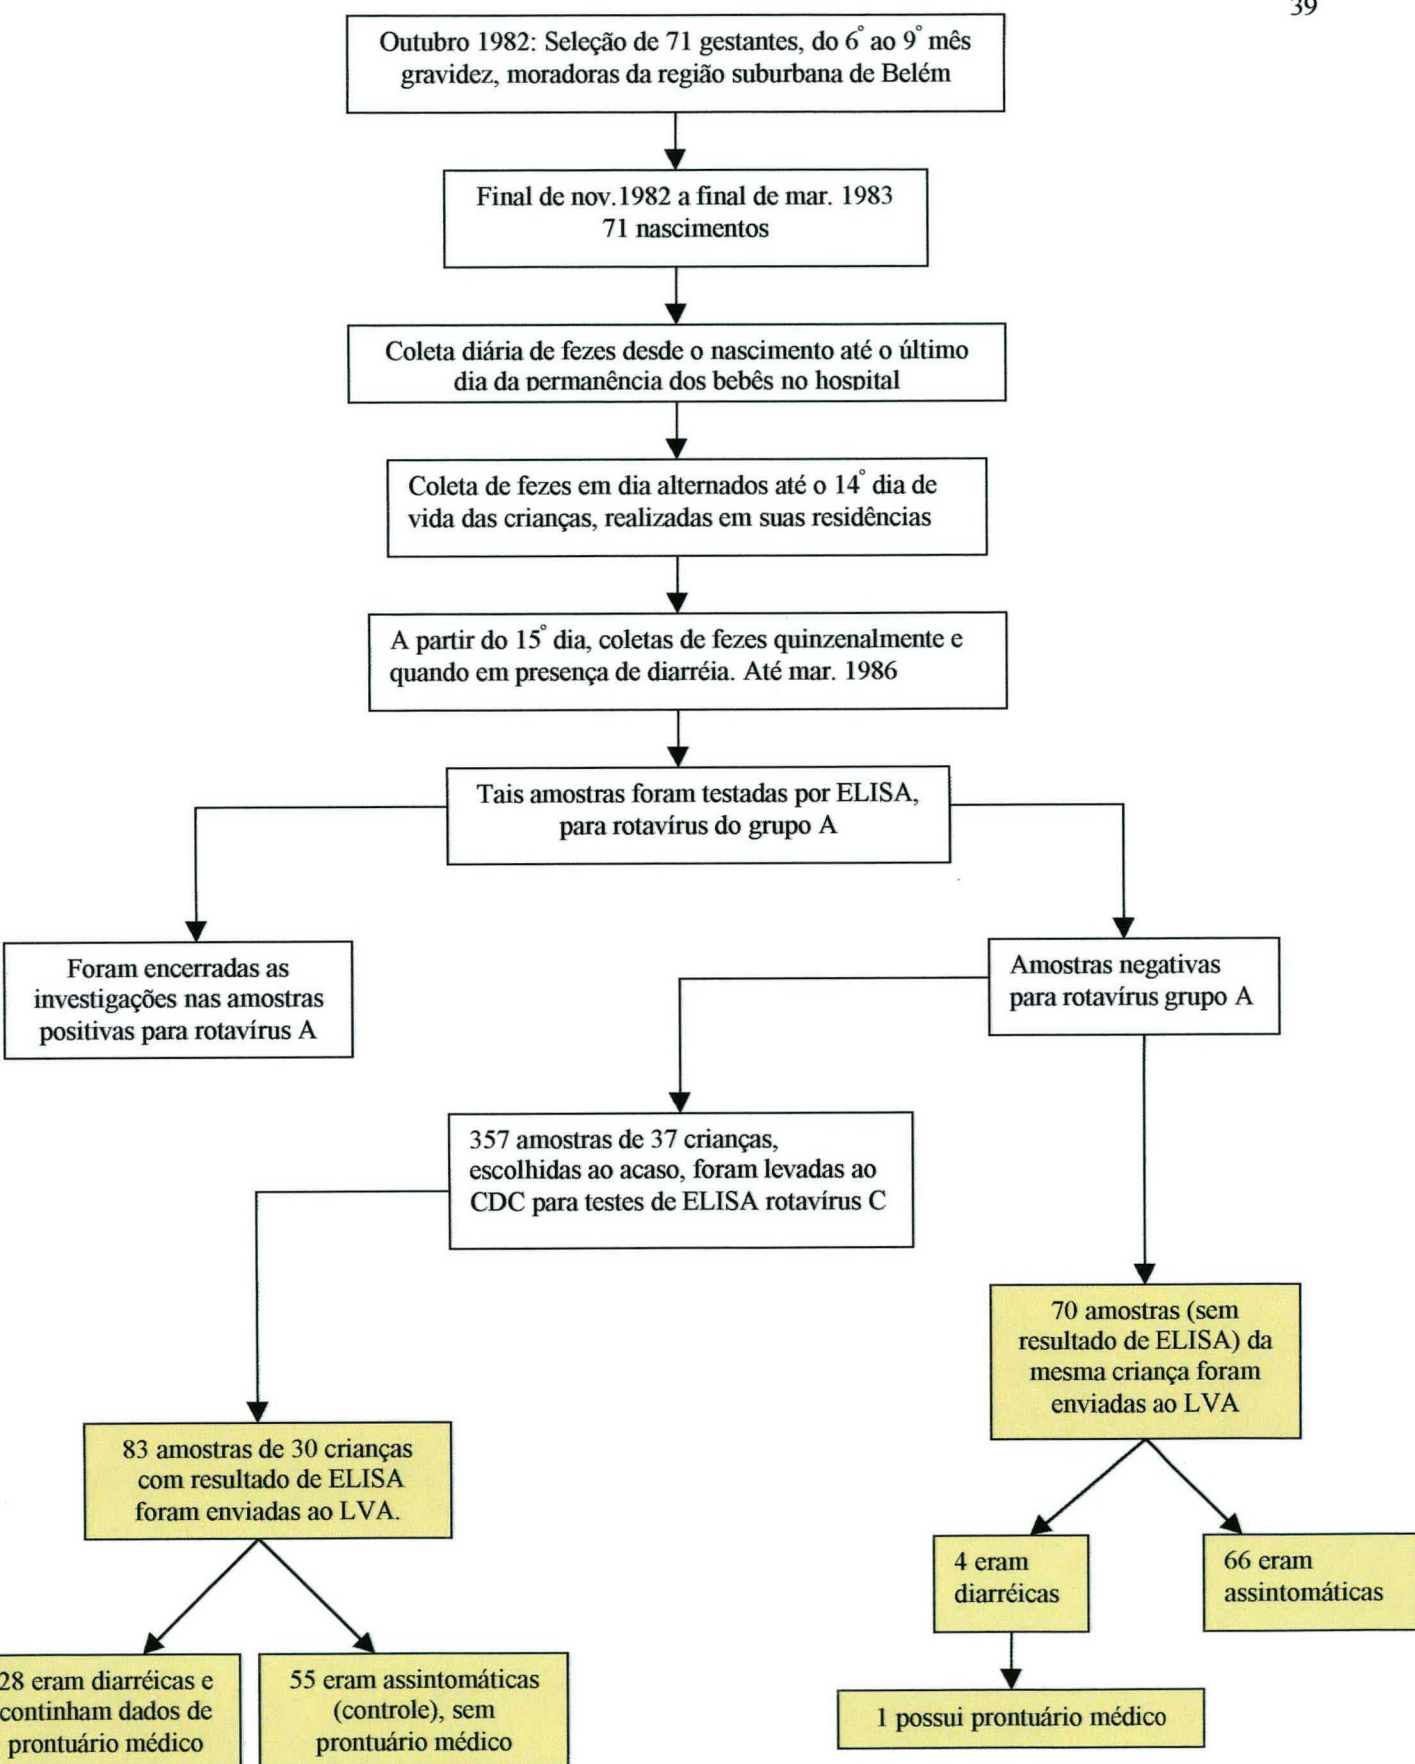 39
Outubro 1982: Seleção de 71 gestantes, do 6° ao 9° mês
gravidez, moradoras da região suburbana de Belém
Final de nov.1982 a final de mar. 1983
71 nascimentos
Coleta diária de fezes desde o nascimento até o último
dia da permanência dos bebês no hospital
Coleta de fezes em dia alternados até o 14° dia de
vida das crianças, realizadas em suas residências
A partir do 15° dia, coletas de fezes quinzenalmente e
quando em presença de diarréia. Até mar. 1986
Tais amostras foram testadas por ELISA,
para rotavírus do grupo A
Foram encerradas as
investigações nas amostras
positivas para rotavírus A
Amostras negativas
para rotavírus grupo A
357 amostras de 37 crianças,
escolhidas ao acaso, foram levadas ao
CDC para testes de ELISA rotavírus C
70 amostras (sem
resultado de ELISA) da
mesma criança foram
enviadas ao LVA
83 amostras de 30 crianças
com resultado de ELISA
foram enviadas ao LVA.
4 eram
diarréicas
66 eram
assintomáticas
28 eram diarréicas e
continham dados de
prontuário médico
55 eram assintomáticas
(controle), sem
prontuário médico
1 possui prontuário médico